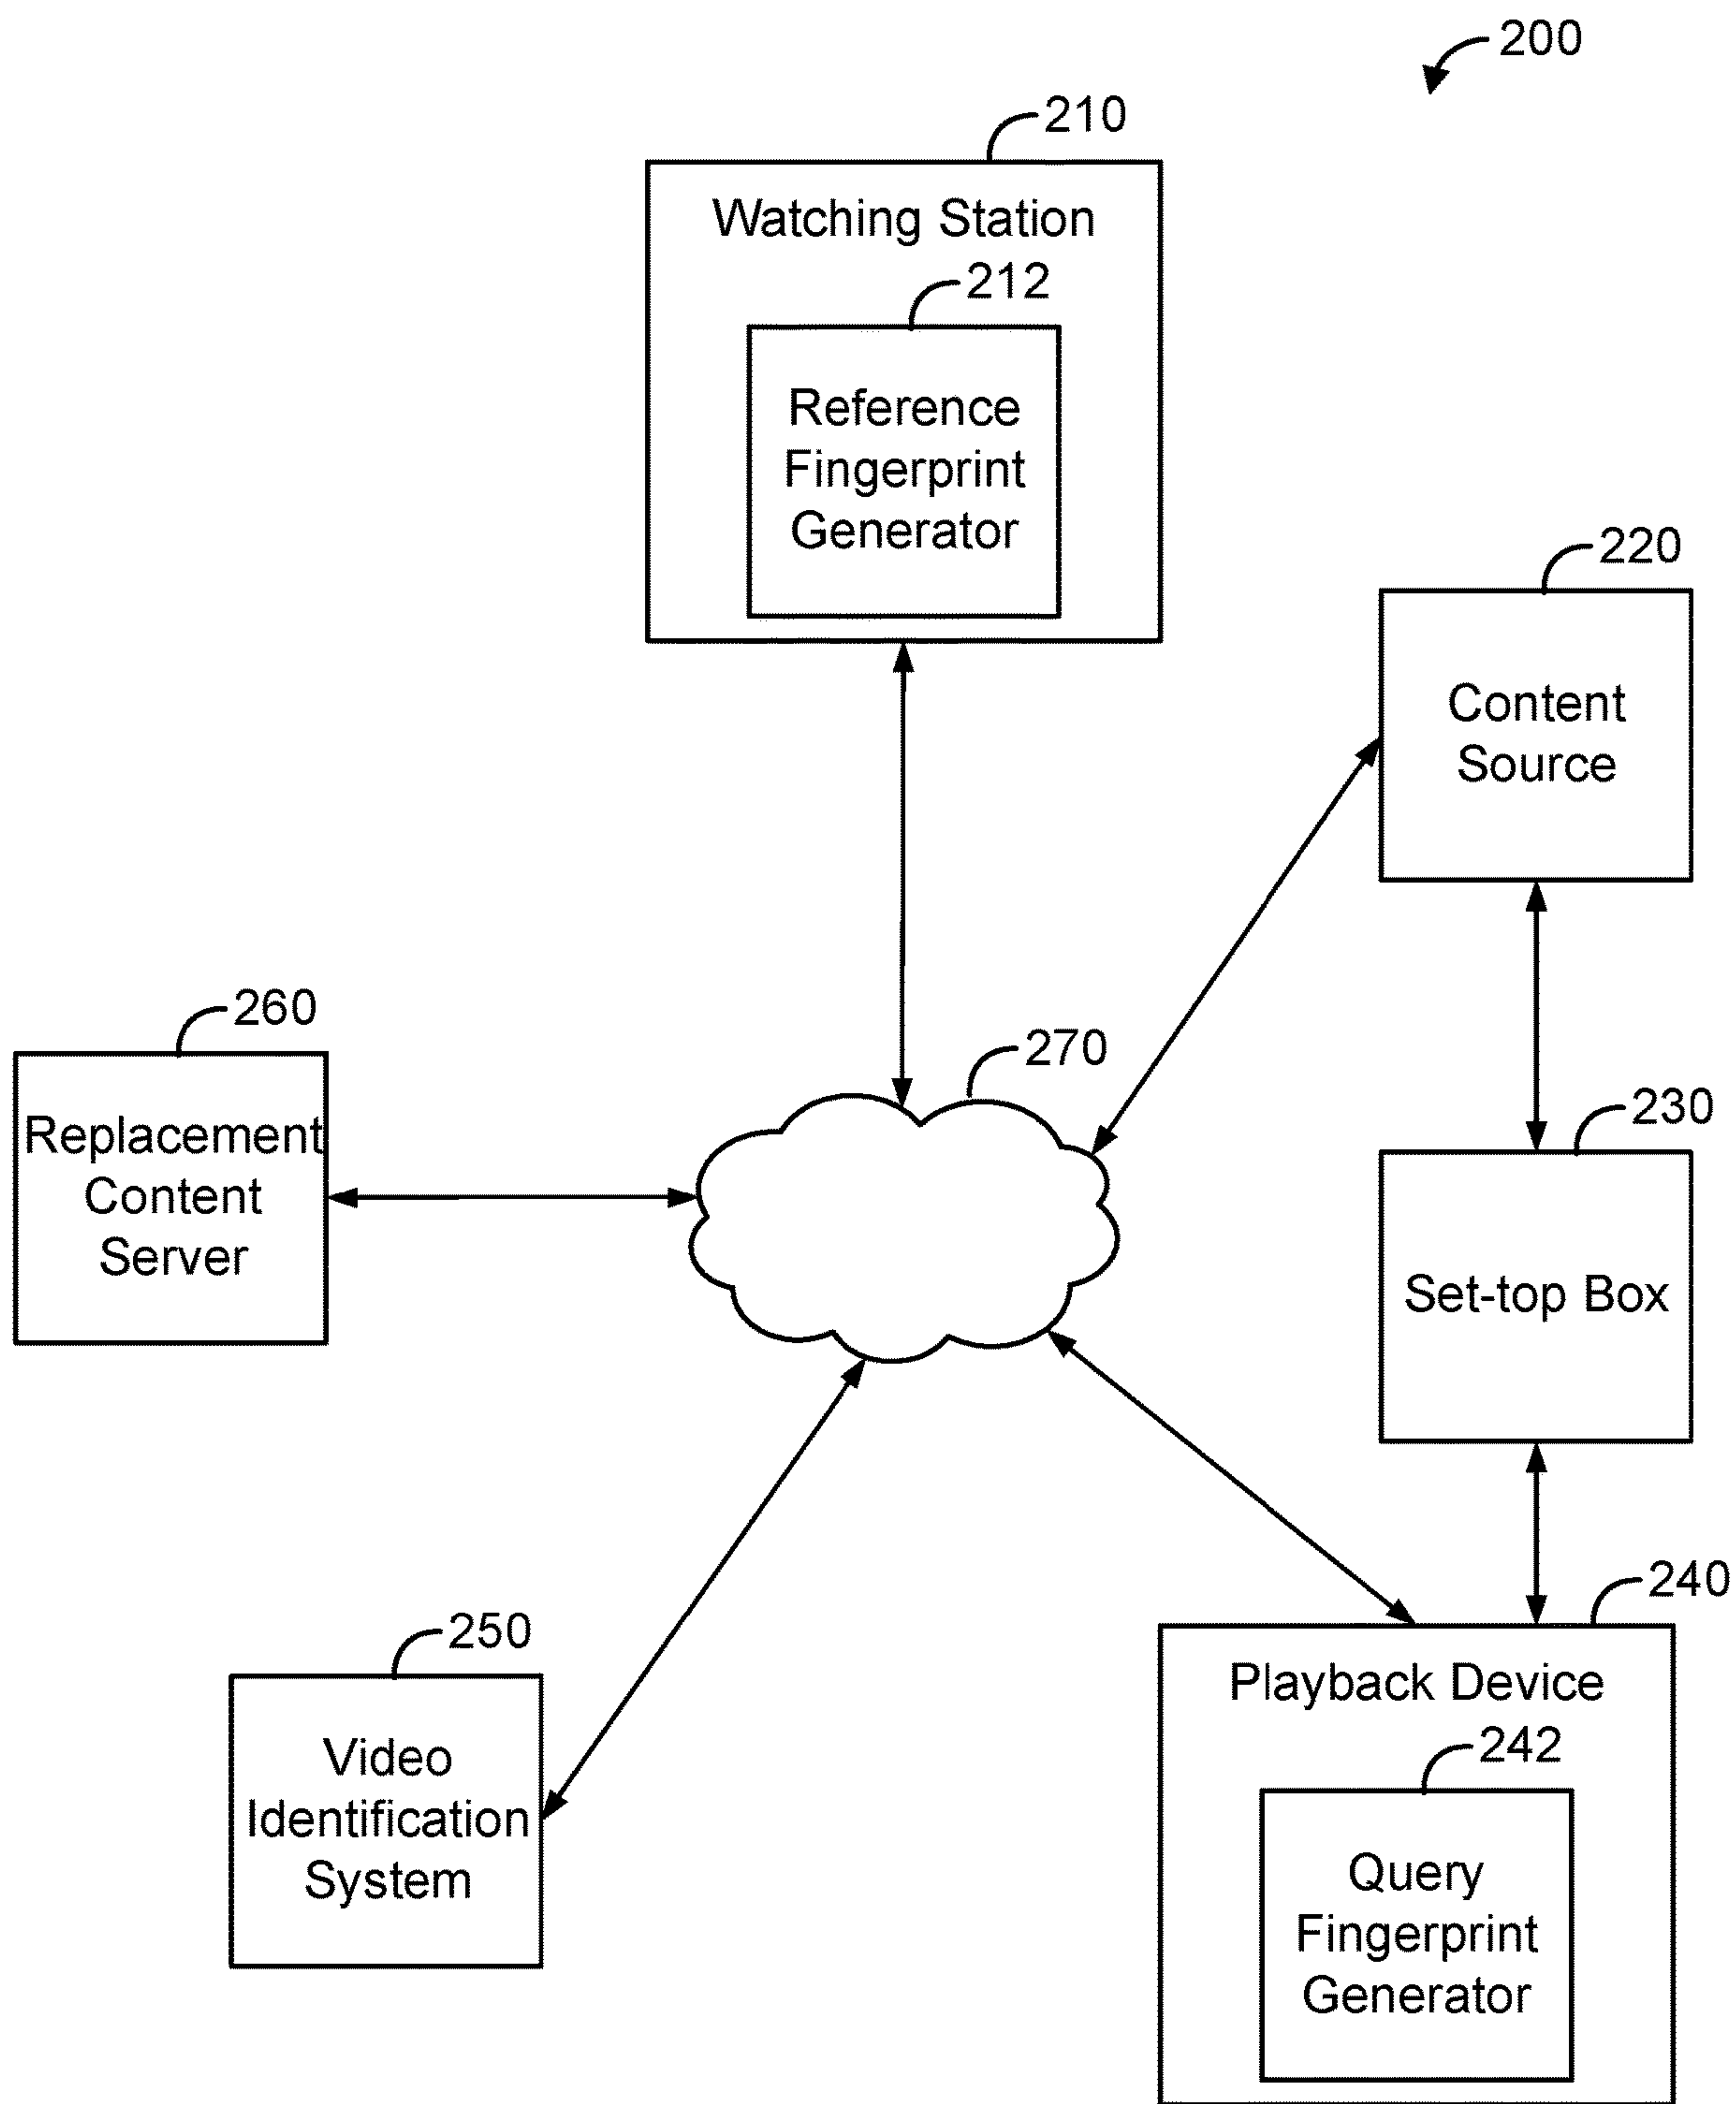 200
210
Watching Station
212
Reference
Fingerprint
Generator
220
Content
Source
260
Replacement
Content
Server
270
230
Set-top Box
250
Video
Identification
System
240
Playback Device
242
Query
Fingerprint
Generator